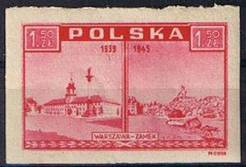 POLSKA
1.50 ZŁ. 1.50 ZŁ.
1939 1945
WARSZAWA-ZAMEK